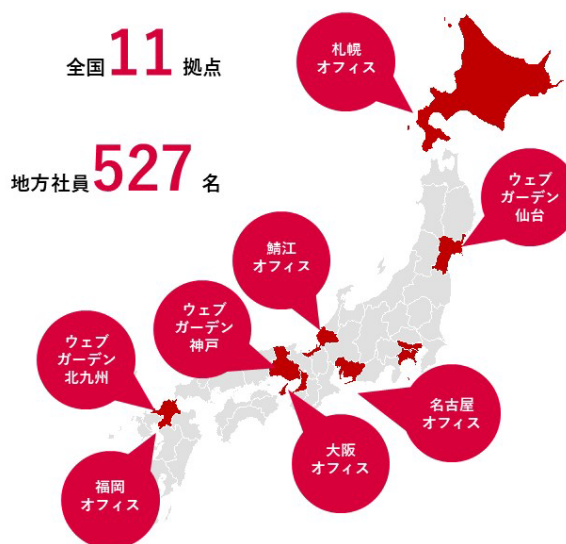 全国11拠点
地方社員527名
札幌
オフィス
ウェブ
ガーデン
仙台
鯖江
オフィス
ウェブ
ガーデン
神戸
ウェブ
ガーデン
北九州
名古屋
オフィス
大阪
オフィス
福岡
オフィス